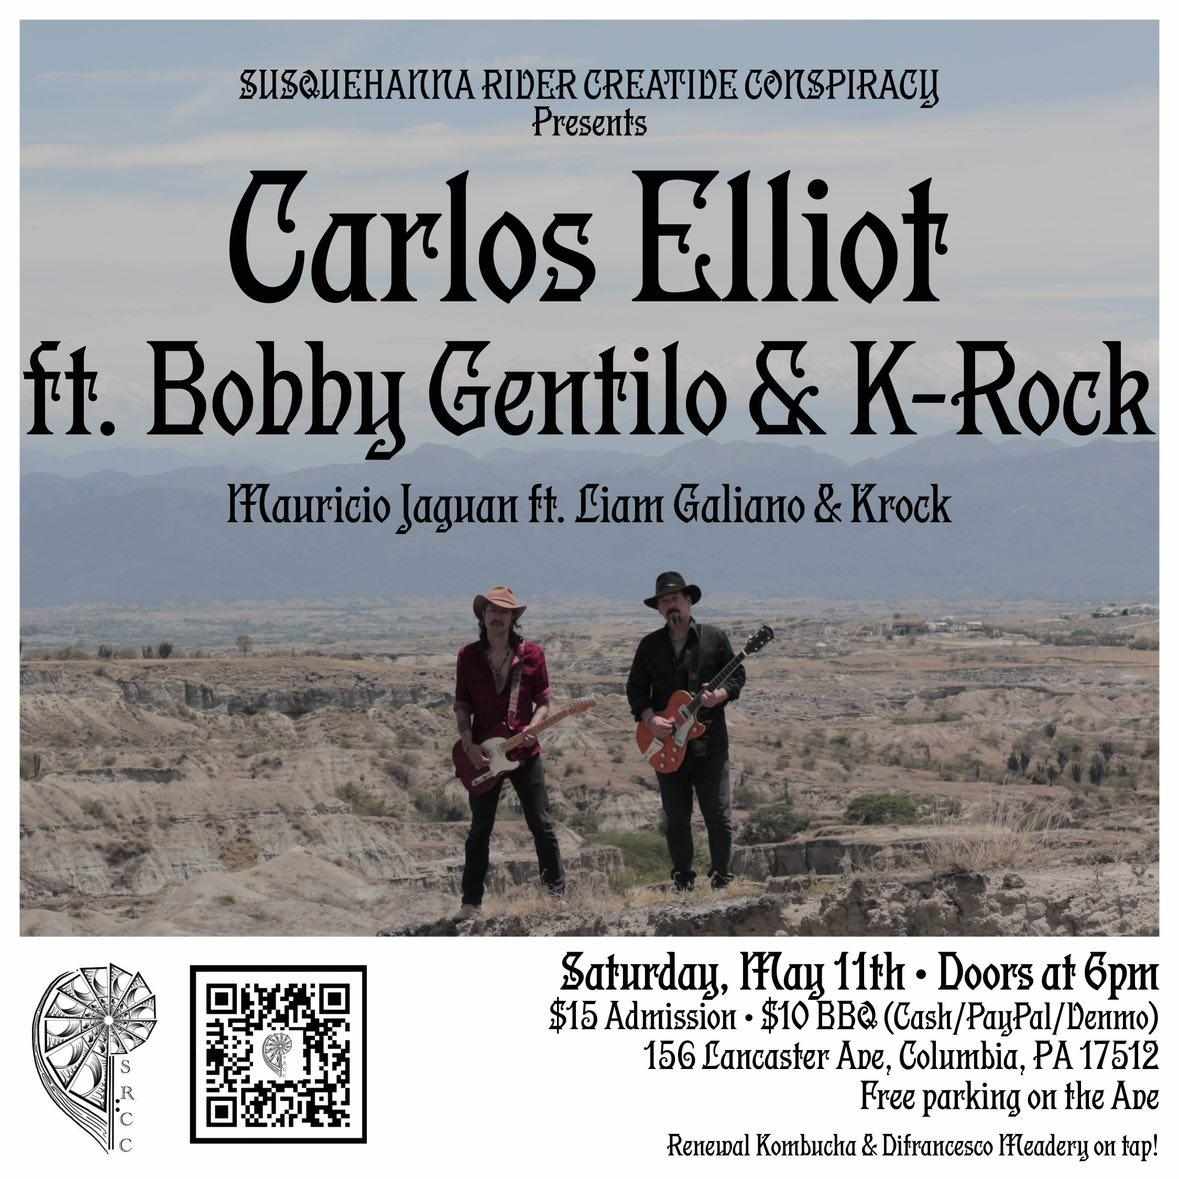 SUSQUEHANNA RIVER CREATIVE CONSPIRACY
Presents
Carlos Elliot
ft. Bobby Gentilo & K-Rock
Mauricio Jaguan ft. Liam Galiano & Krock
Saturday, May 11th • Doors at 6pm
$15 Admission • $10 BBQ (Cash/PayPal/Venmo)
156 Lancaster Ave, Columbia, PA 17512
Free parking on the Ave
Renewal Kombucha & Difrancesco Meadery on tap!
S
R
C
C